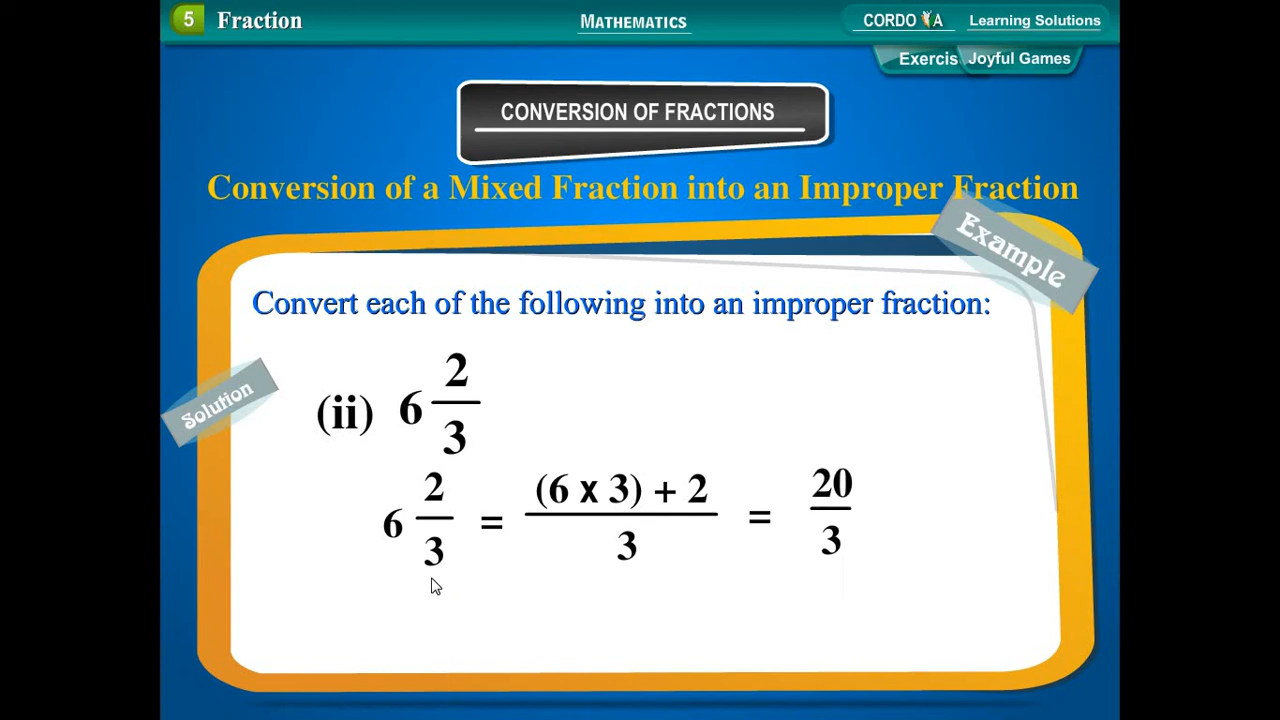 5 Fraction
MATHEMATICS
CORDOVA
Learning Solutions
Exercis
Joyful Games
CONVERSION OF FRACTIONS
Conversion of a Mixed Fraction into an Improper Fraction
Example
Convert each of the following into an improper fraction:
Solution
(ii) 6 2/3
6 2/3 = (6 x 3) + 2/3 = 20/3